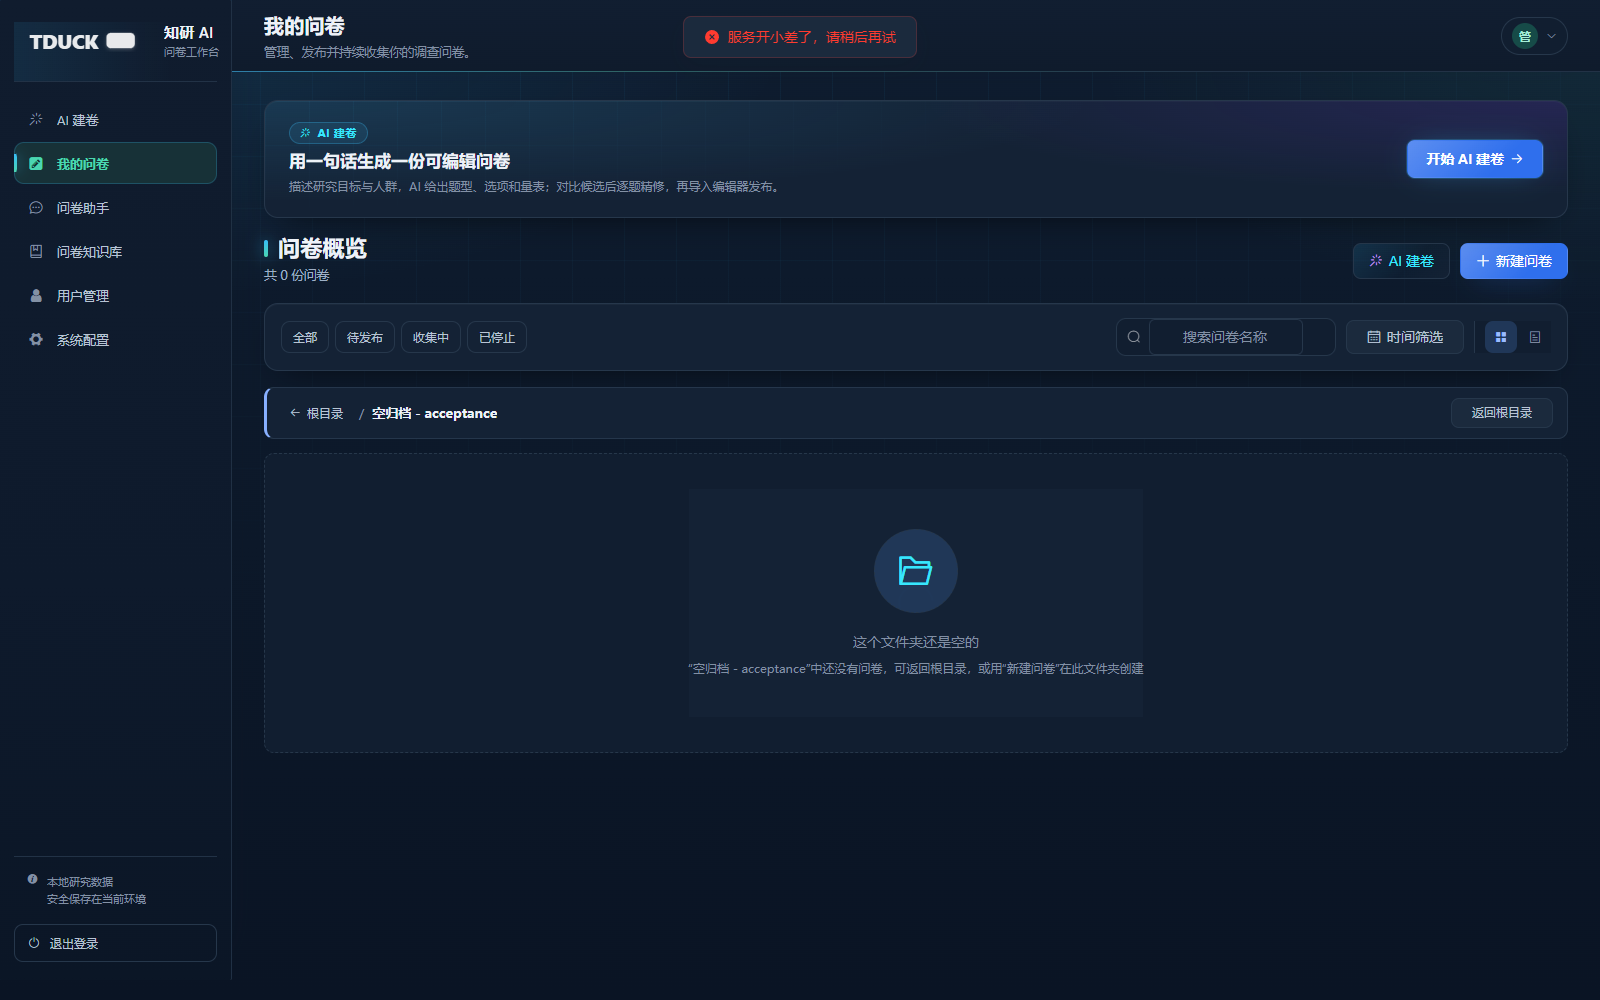 TDUCK
知研 AI
问卷工作台
AI 建卷
我的问卷
问卷助手
问卷知识库
用户管理
系统配置
本地研究数据
安全保存在当前环境
退出登录
我的问卷
管理、发布并持续收集你的调查问卷。
服务开小差了，请稍后再试
管
AI 建卷
用一句话生成一份可编辑问卷
描述研究目标与人群，AI 给出题型、选项和量表；对比候选后逐题精修，再导入编辑器发布。
开始 AI 建卷
问卷概览
共 0 份问卷
AI 建卷
新建问卷
全部
待发布
收集中
已停止
搜索问卷名称
时间筛选
根目录 / 空归档 - acceptance
返回根目录
这个文件夹还是空的
“空归档 - acceptance”中还没有问卷，可返回根目录，或用“新建问卷”在此文件夹创建